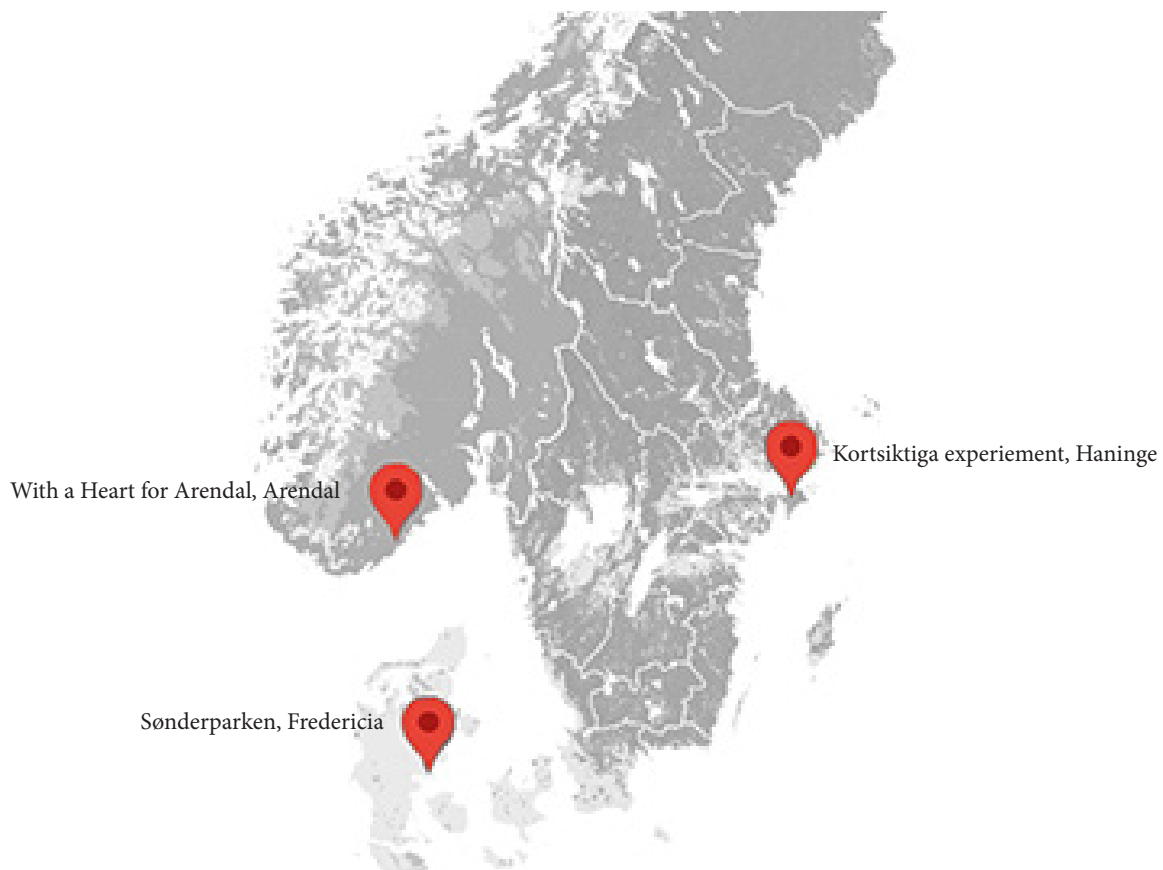 Kortsiktiga experiement, Haninge
With a Heart for Arendal, Arendal
Sønderparken, Fredericia